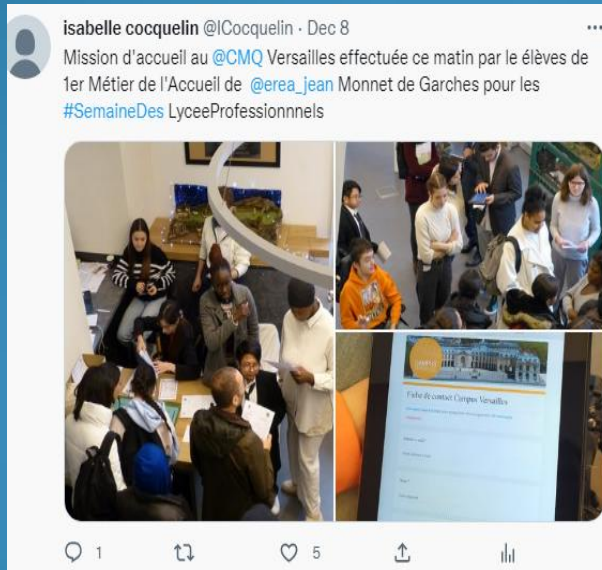 isabelle cocquelin @ICocquelin · Dec 8
Mission d'accueil au @CMQ Versailles effectuée ce matin par le élèves de
1er Métier de l'Accueil de @erea_jean Monnet de Garches pour les
#SemaineDes LyceeProfessionnnels
CAMPUS
Fiche de contact Campus Versailles
1
5